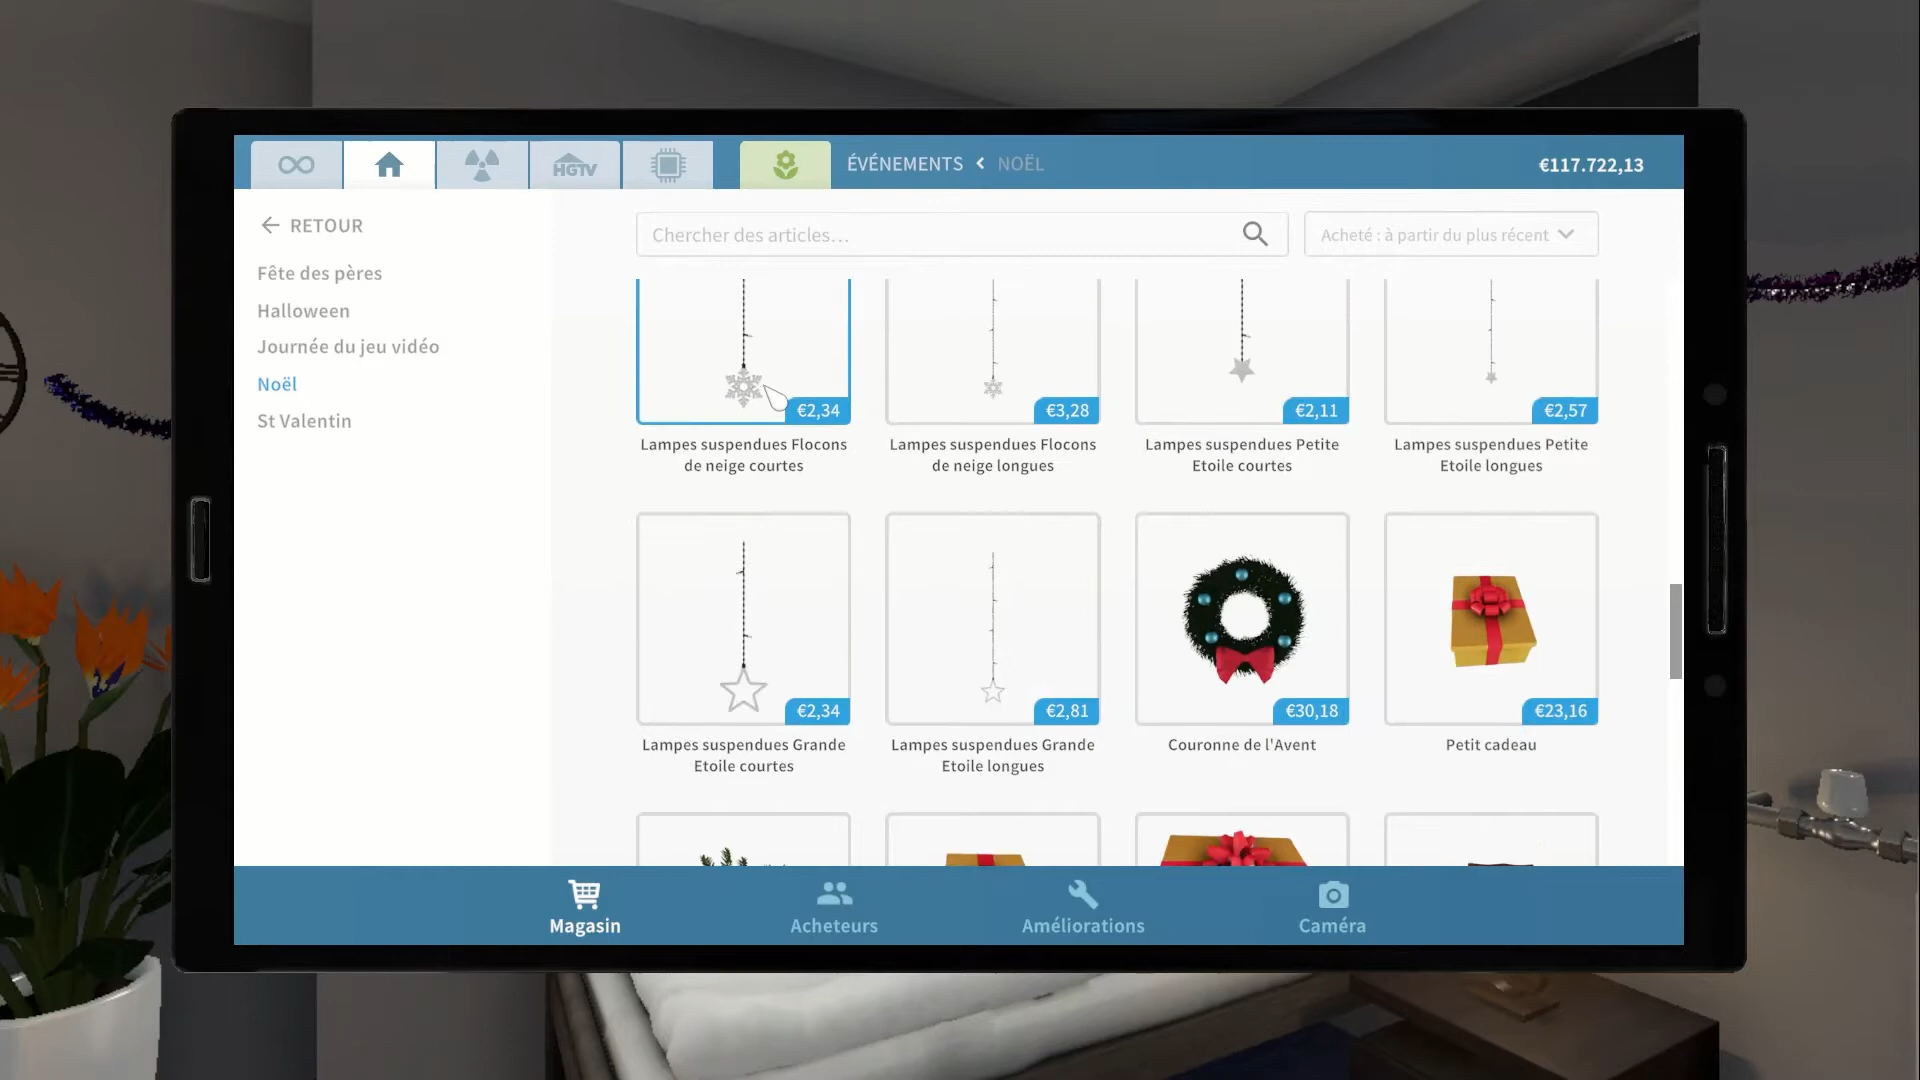 HGTV
ÉVÉNEMENTS < NOËL
€117.722,13
← RETOUR
Fête des pères
Halloween
Journée du jeu vidéo
Noël
St Valentin
Chercher des articles...
Acheté : à partir du plus récent
€2,34
€3,28
€2,11
€2,57
Lampes suspendues Flocons
de neige courtes
Lampes suspendues Flocons
de neige longues
Lampes suspendues Petite
Etoile courtes
Lampes suspendues Petite
Etoile longues
€2,34
€2,81
€30,18
€23,16
Lampes suspendues Grande
Etoile courtes
Lampes suspendues Grande
Etoile longues
Couronne de l'Avent
Petit cadeau
Magasin
Acheteurs
Améliorations
Caméra